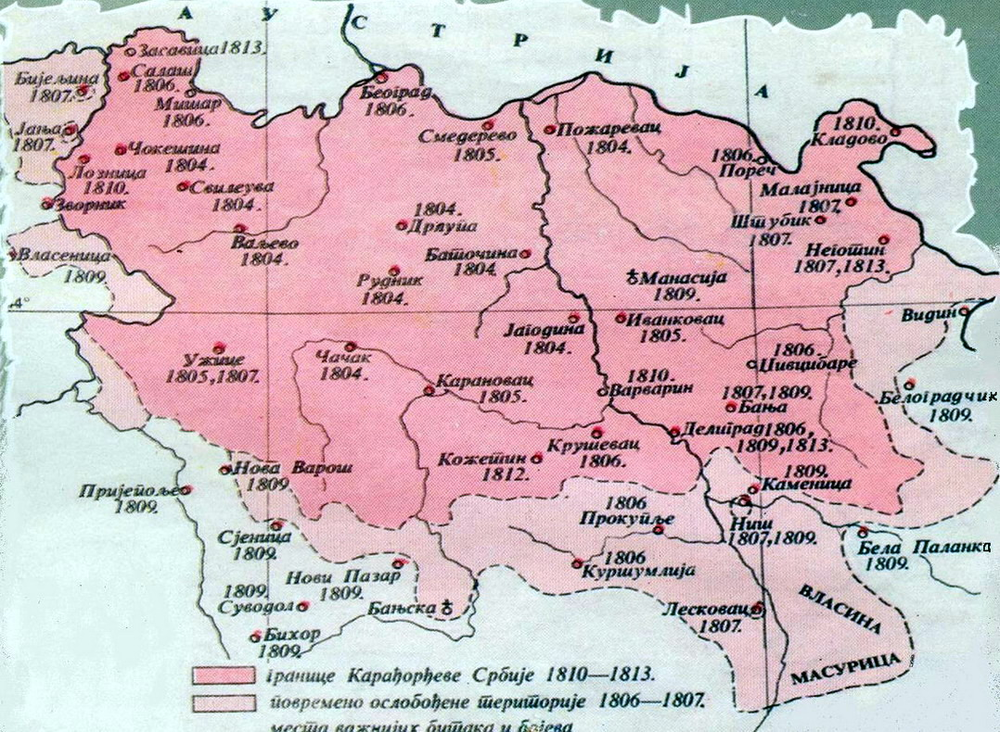 АУСТРИЈА
Засавица 1813.
Бијељина
1807.
Салаш
1806.
Мишар
1806.
Београд
1806.
Смедерево
1805.
Пожаревац
1804.
1810.
Кладово
1806.
Пореч
Јања
1807.
Чокешина
1804.
Лозница
1810.
Свилеува
1804.
Зворник
Малајница
1807.
Штубик
1807.
Неготин
1807,1813.
1804.
Дрлупа
Ваљево
1804.
Баточина
1804.
Власеница
1809.
Рудник
1804.
Манасија
1809.
4°
Јагодина
1804.
Иванковац
1805.
Видин
Ужице
1805,1807.
Чачак
1804.
1806.
Карановац
1805.
1810.
Варварин
1807,1809.
Бања
Белоградчик
1809.
Делиград 1806,
1809,1813.
Крушевац
1806.
Кожетин
1812.
1809.
Каменица
Нова Варош
1809
Пријепоље
1809.
1806
Прокупље
Ниш
1807,1809.
Сјеница
1809.
Бела Паланка
1809.
1806
Куршумлија
Нови Пазар
1809.
1809.
Суводол
Бањска
Лесковац
1807.
ВЛАСИНА
Бихор
1809.
МАСУРИЦА
границе Карађорђеве Србије 1810—1813.
повремено ослобођене територије 1806—1807.
места важнијих битака и бојева